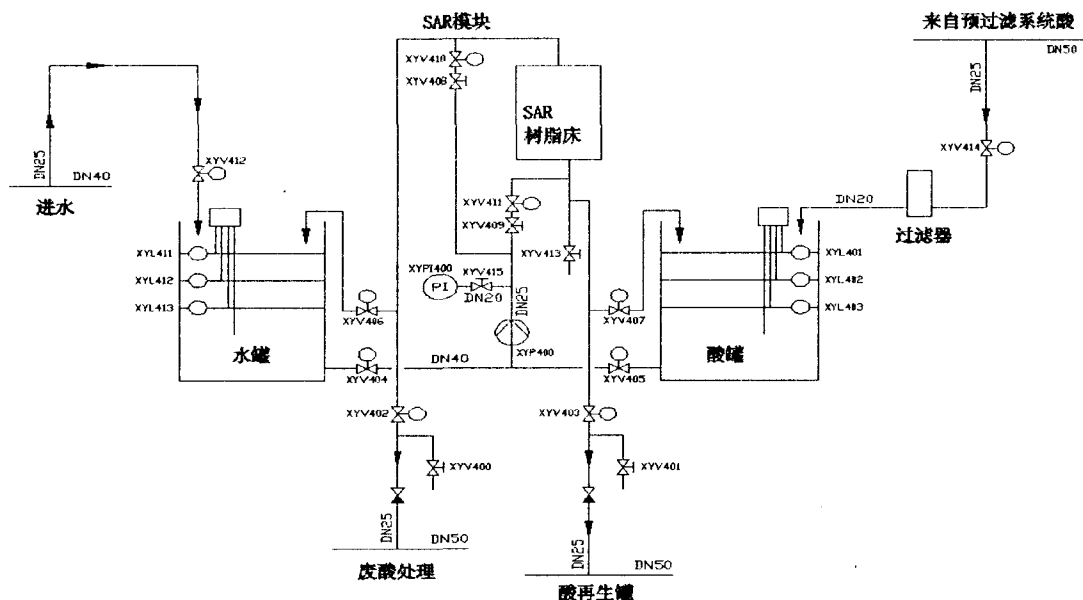 SAR模块
来自预过滤系统酸
DN50
XYV410
XYV408
DN25
SAR
树脂床
XYV414
DN25
DN40
进水
XYV412
XYV411
XYV409
DN20
过滤器
XYL411
XYL412
XYL413
XYPI400
XYV415
PI
DN20
DN25
XYV413
XYL401
XYL402
XYL403
XYV406
XYV407
水罐
XYP400
酸罐
XYV404
DN40
XYV405
XYV402
XYV403
XYV400
XYV401
DN25
DN50
废酸处理
DN25
DN50
酸再生罐